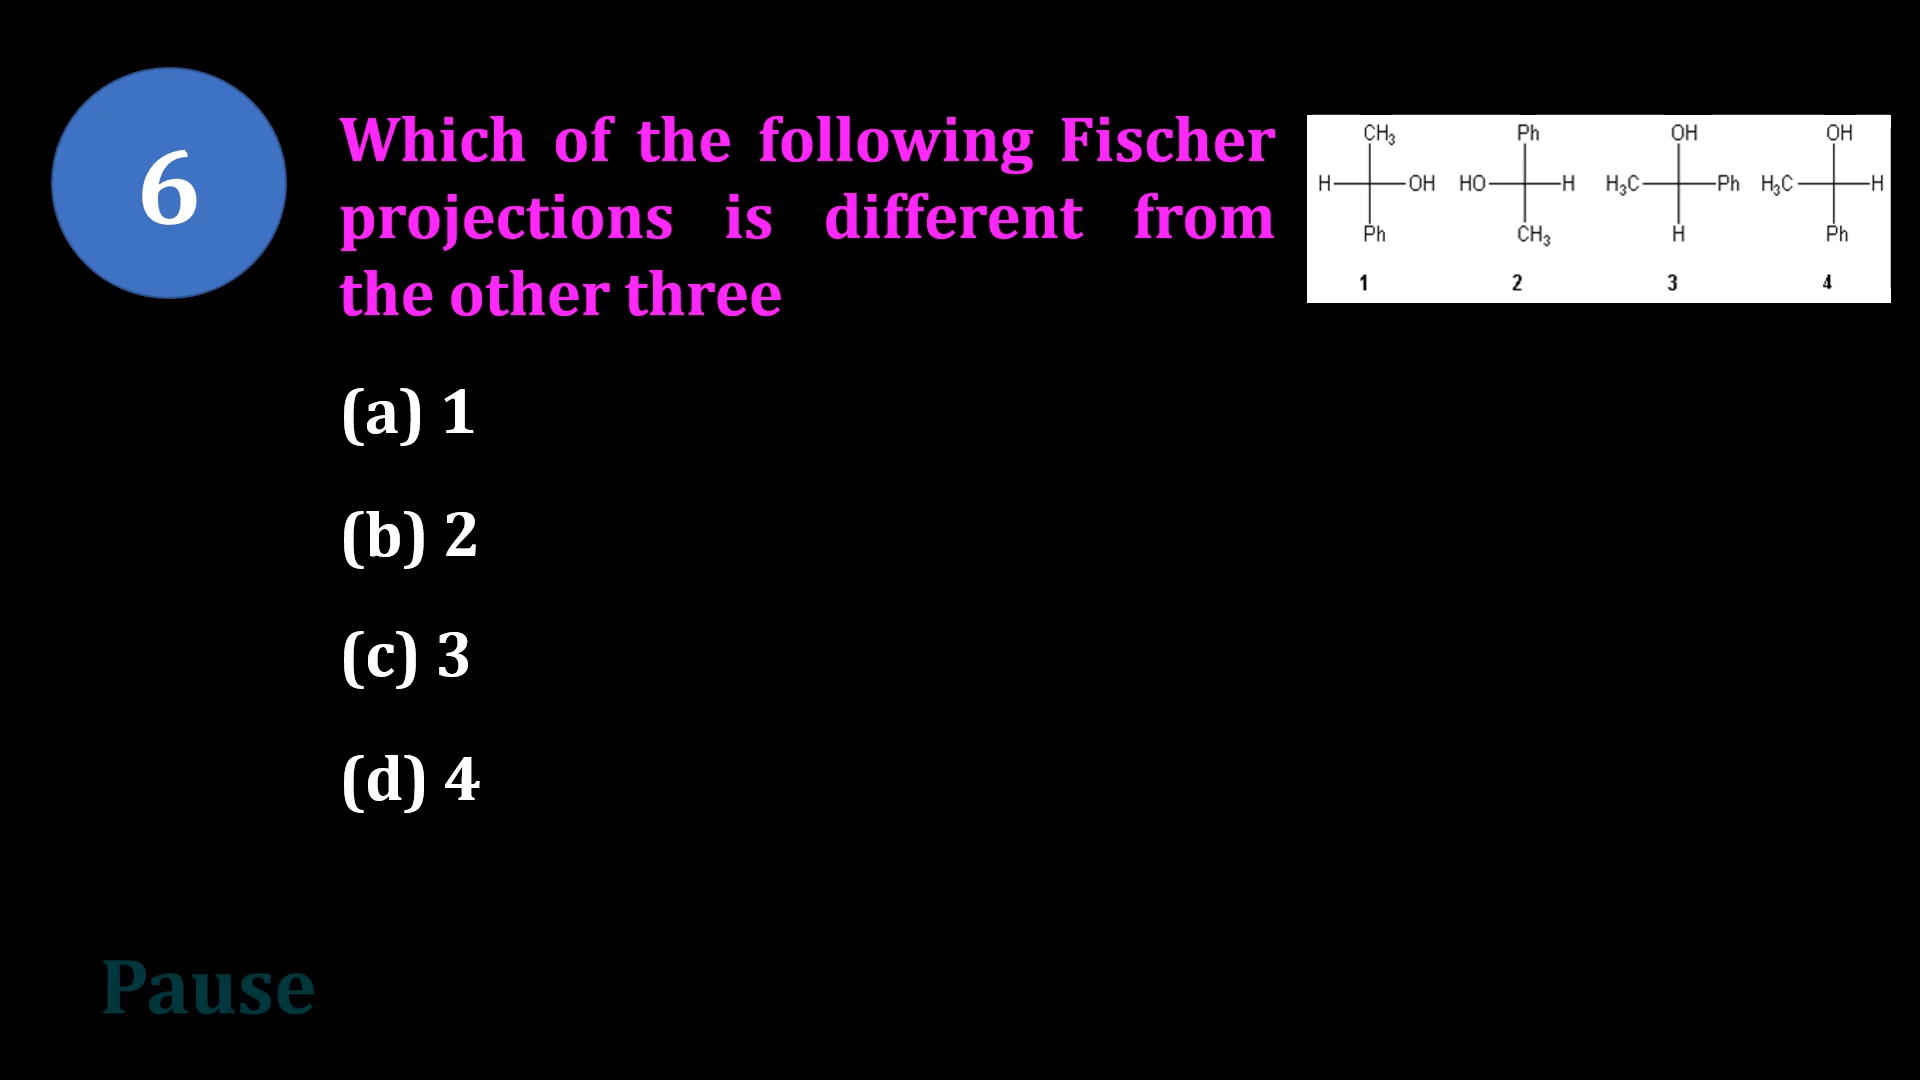 6
Which of the following Fischer
projections is different from
the other three
CH3 Ph OH OH
H OH HO H H3C Ph H3C H
Ph CH3 H Ph
1 2 3 4
(a) 1
(b) 2
(c) 3
(d) 4
Pause